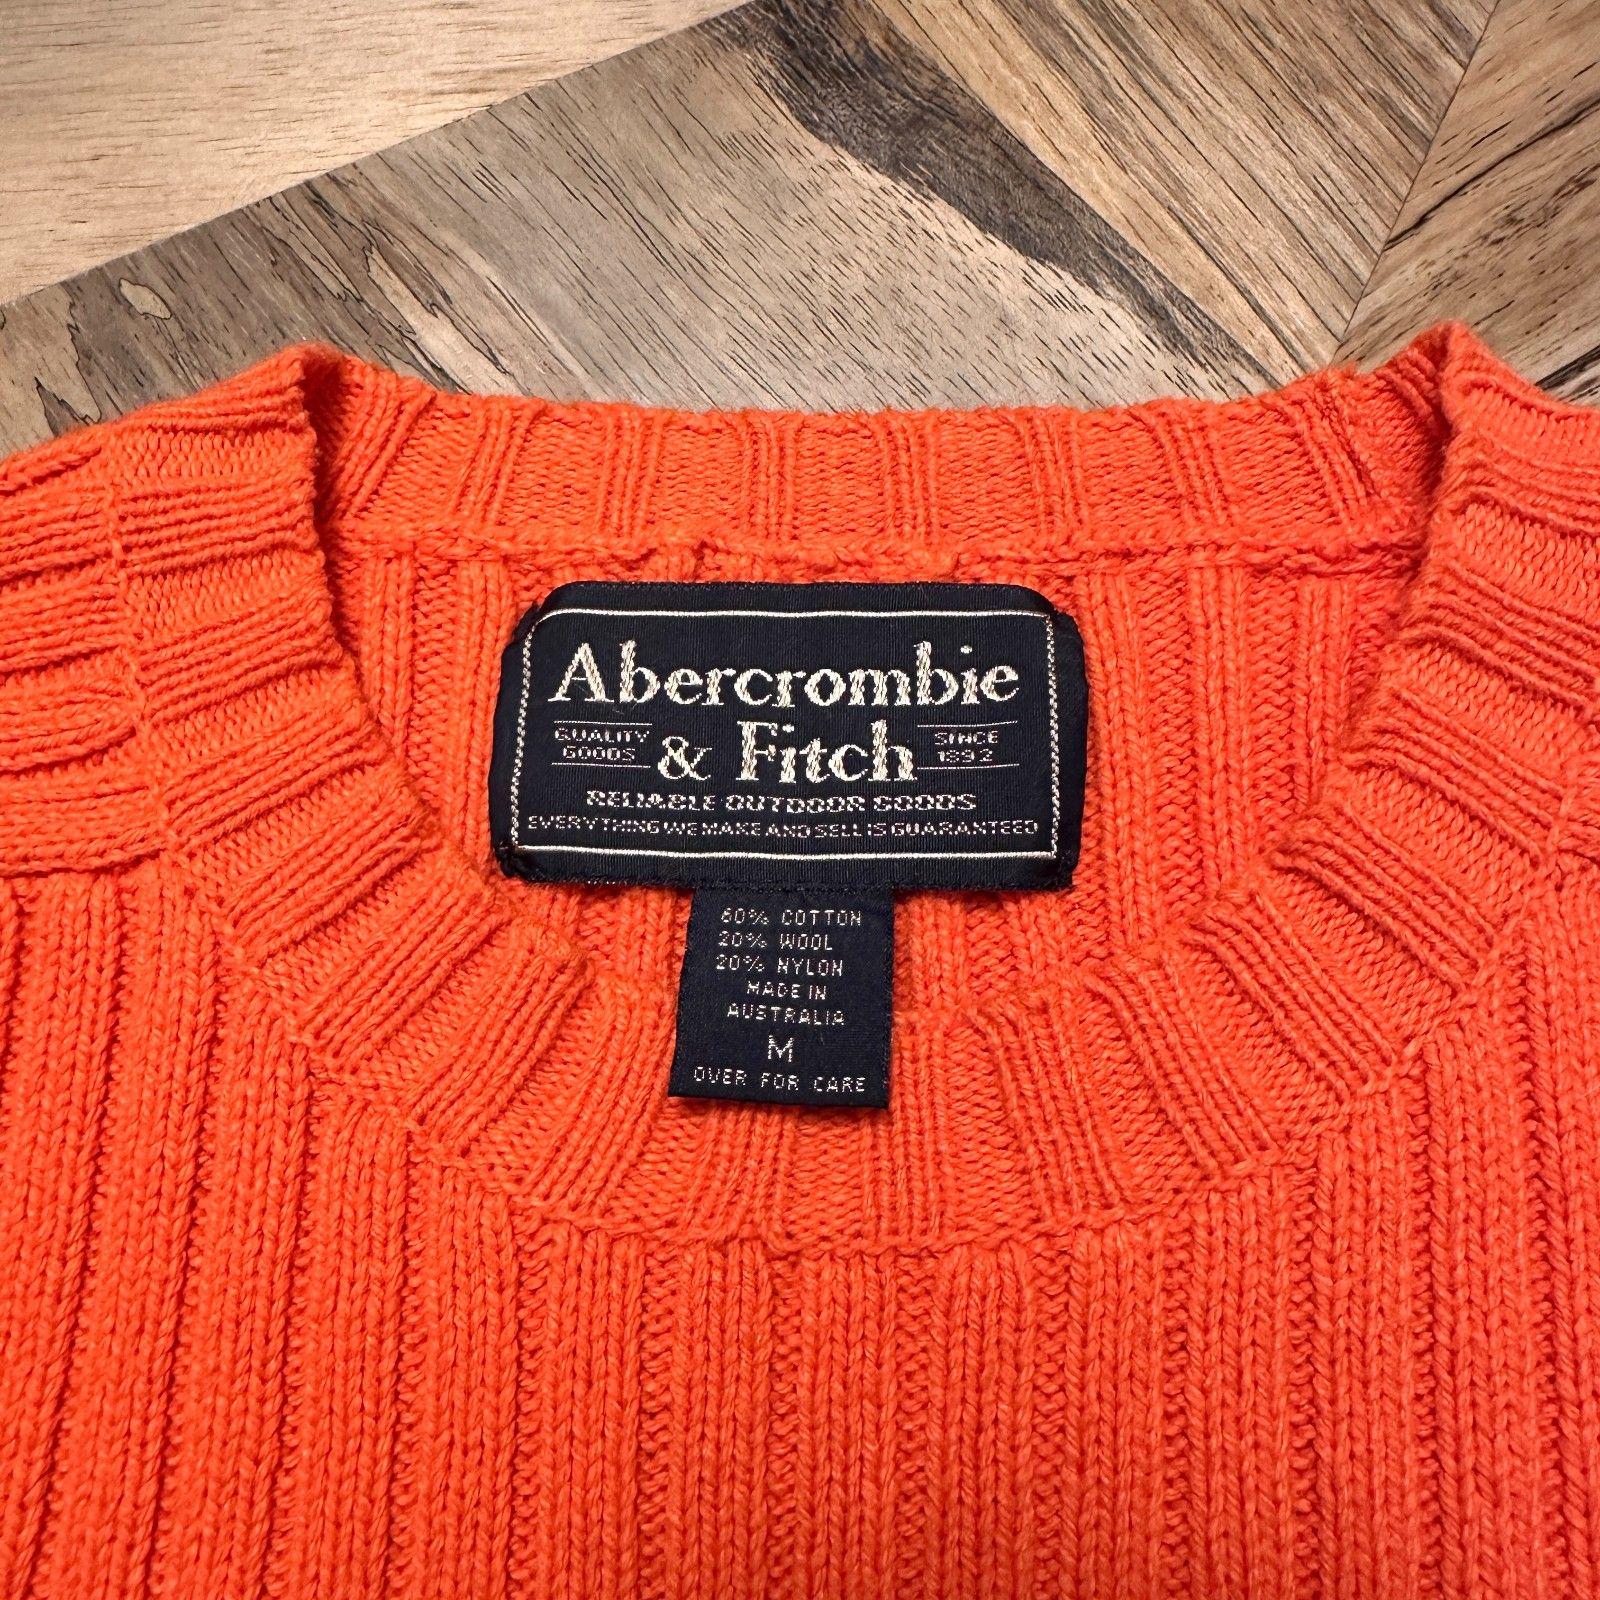 Abercrombie
QUALITY
GOODS
& Fitch
SINCE
1892
RELIABLE OUTDOOR GOODS
EVERYTHING WE MAKE AND SELL IS GUARANTEED
60% COTTON
20% WOOL
20% NYLON
MADE IN
AUSTRALIA
M
OVER FOR CARE